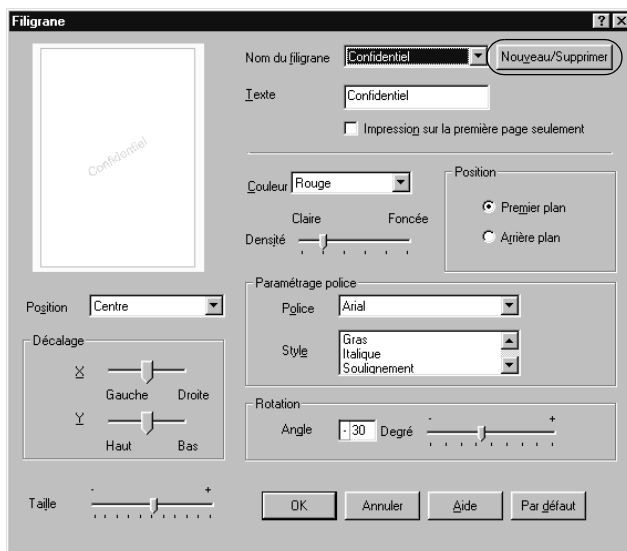 Filigrane
Confidentiel
Nom du filigrane Confidentiel Nouveau/Supprimer
Texte Confidentiel
Impression sur la première page seulement
Couleur Rouge
Claire Foncée
Densité
Position
Premier plan
Arrière plan
Position Centre
Décalage
X
Gauche Droite
Y
Haut Bas
Taille - +
Paramétrage police
Police Arial
Style Gras
Italique
Soulignement
Rotation
Angle - 30 Degré - +
OK Annuler Aide Par défaut